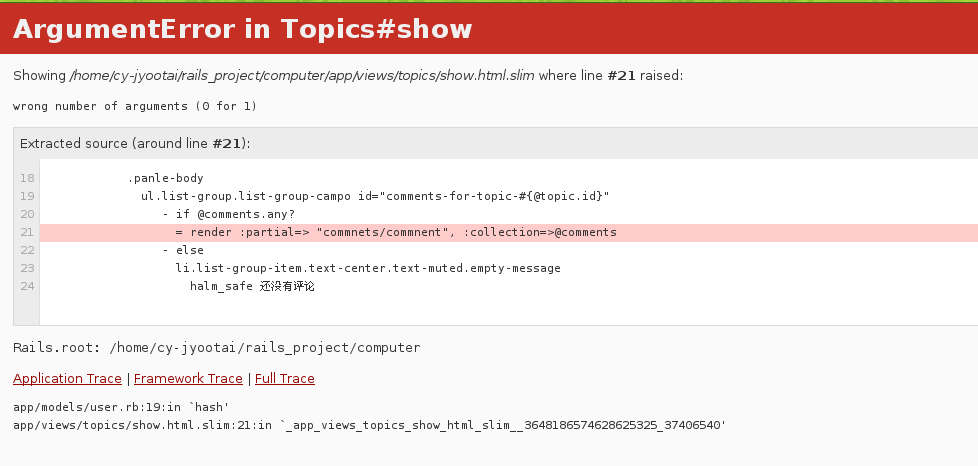 ArgumentError in Topics#show
Showing /home/cy-jyootai/rails_project/computer/app/views/topics/show.html.slim where line #21 raised:
wrong number of arguments (0 for 1)
Extracted source (around line #21):
18 .panle-body
19 ul.list-group.list-group-campo id="comments-for-topic-#{@topic.id}"
20 - if @comments.any?
21 = render :partial=> "commnets/commnent", :collection=>@comments
22 - else
23 li.list-group-item.text-center.text-muted.empty-message
24 halm_safe 还没有评论
Rails.root: /home/cy-jyootai/rails_project/computer
Application Trace | Framework Trace | Full Trace
app/models/user.rb:19:in `hash'
app/views/topics/show.html.slim:21:in `_app_views_topics_show_html_slim__3648186574628625325_37406540'